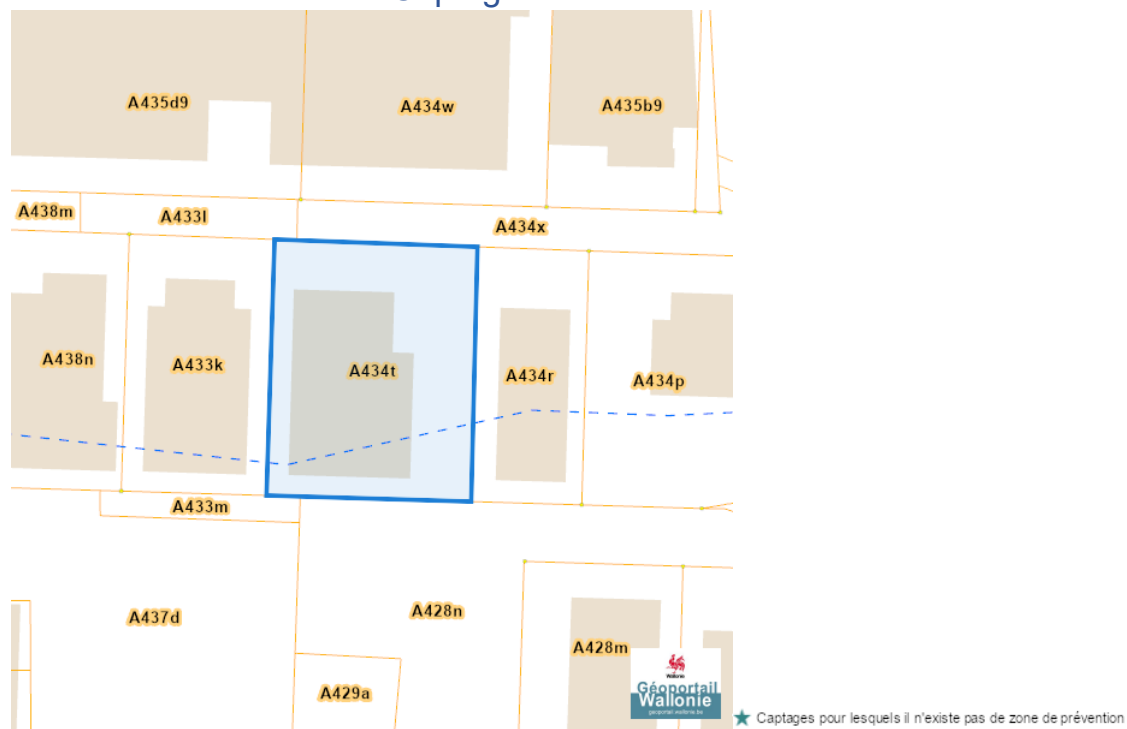 A435d9
A434w
A435b9
A438m
A433l
A434x
A438n
A433k
A434t
A434r
A434p
A433m
A437d
A428n
A428m
A429a
Wallonie
Géoportail
Wallonie
geoportail.wallonie.be
Captages pour lesquels il n'existe pas de zone de prévention